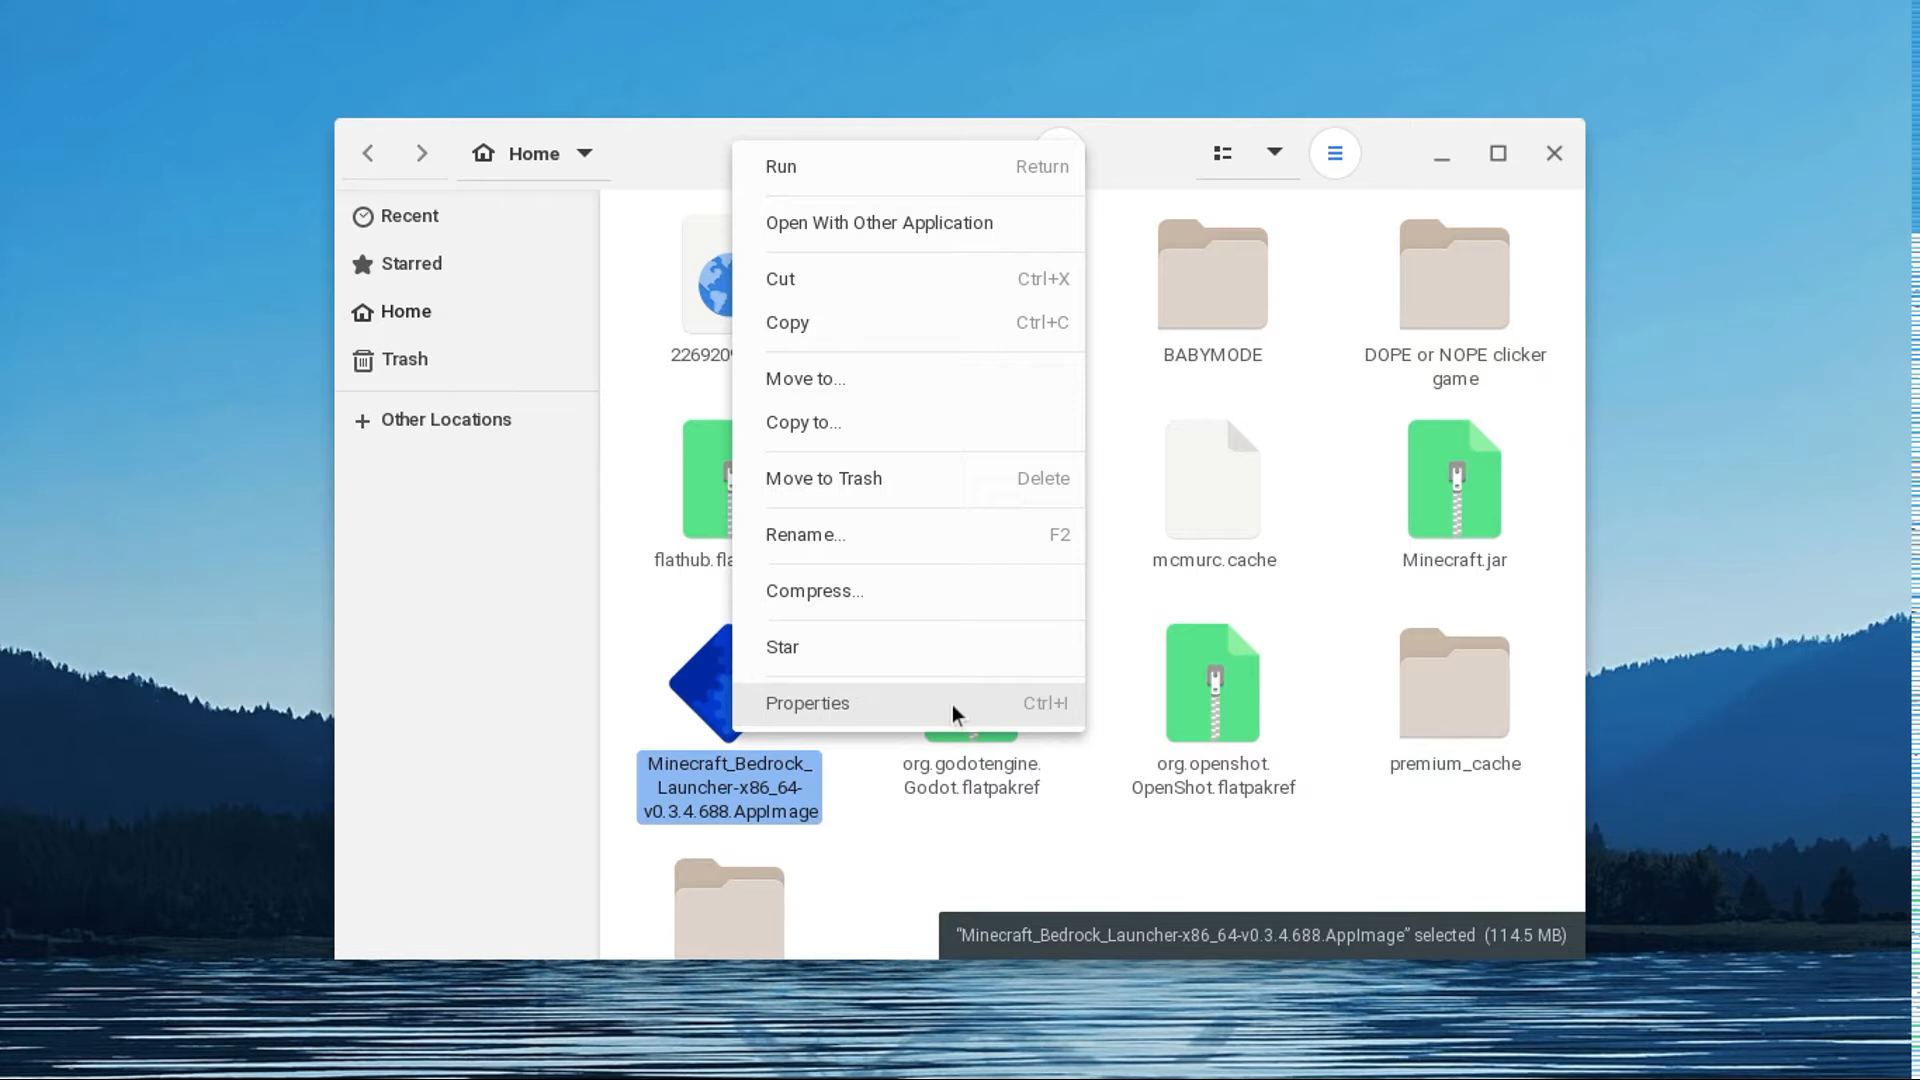 Home
Recent
Starred
Home
Trash
Other Locations
Run Return
Open With Other Application
Cut Ctrl+X
Copy Ctrl+C
Move to...
Copy to...
Move to Trash Delete
Rename... F2
Compress...
Star
Properties Ctrl+I
226920
BABYMODE
DOPE or NOPE clicker
game
flathub.fla
mcmurc.cache
Minecraft.jar
Minecraft_Bedrock_
Launcher-x86_64-
v0.3.4.688.AppImage
org.godotengine.
Godot.flatpakref
org.openshot.
OpenShot.flatpakref
premium_cache
“Minecraft_Bedrock_Launcher-x86_64-v0.3.4.688.AppImage” selected (114.5 MB)